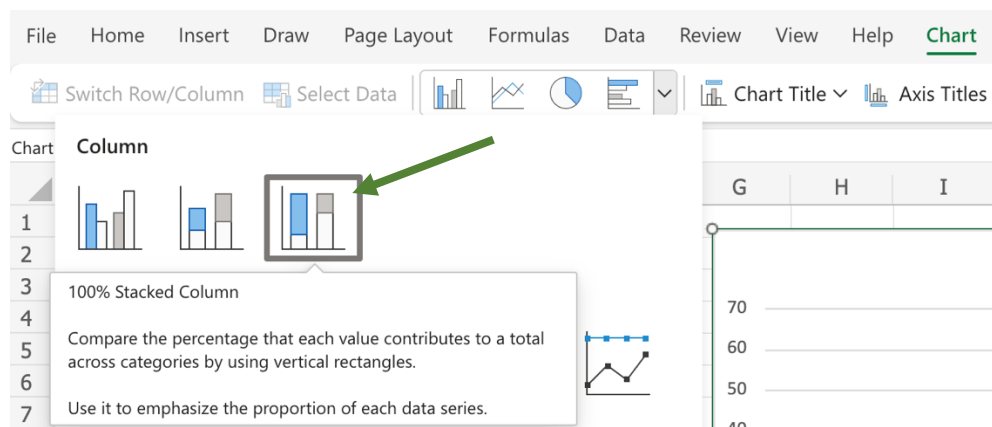 File Home Insert Draw Page Layout Formulas Data Review View Help Chart
Switch Row/Column Select Data Chart Title Axis Titles
Chart
Column
G H I
1
2
3
4
5
6
7
100% Stacked Column
Compare the percentage that each value contributes to a total
across categories by using vertical rectangles.
Use it to emphasize the proportion of each data series.
70
60
50
40